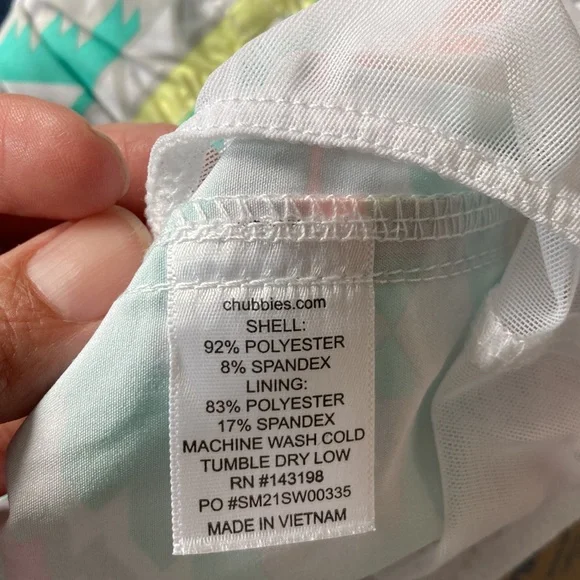 chubbies.com
SHELL:
92% POLYESTER
8% SPANDEX
LINING:
83% POLYESTER
17% SPANDEX
MACHINE WASH COLD
TUMBLE DRY LOW
RN #143198
PO #SM21SW00335
MADE IN VIETNAM